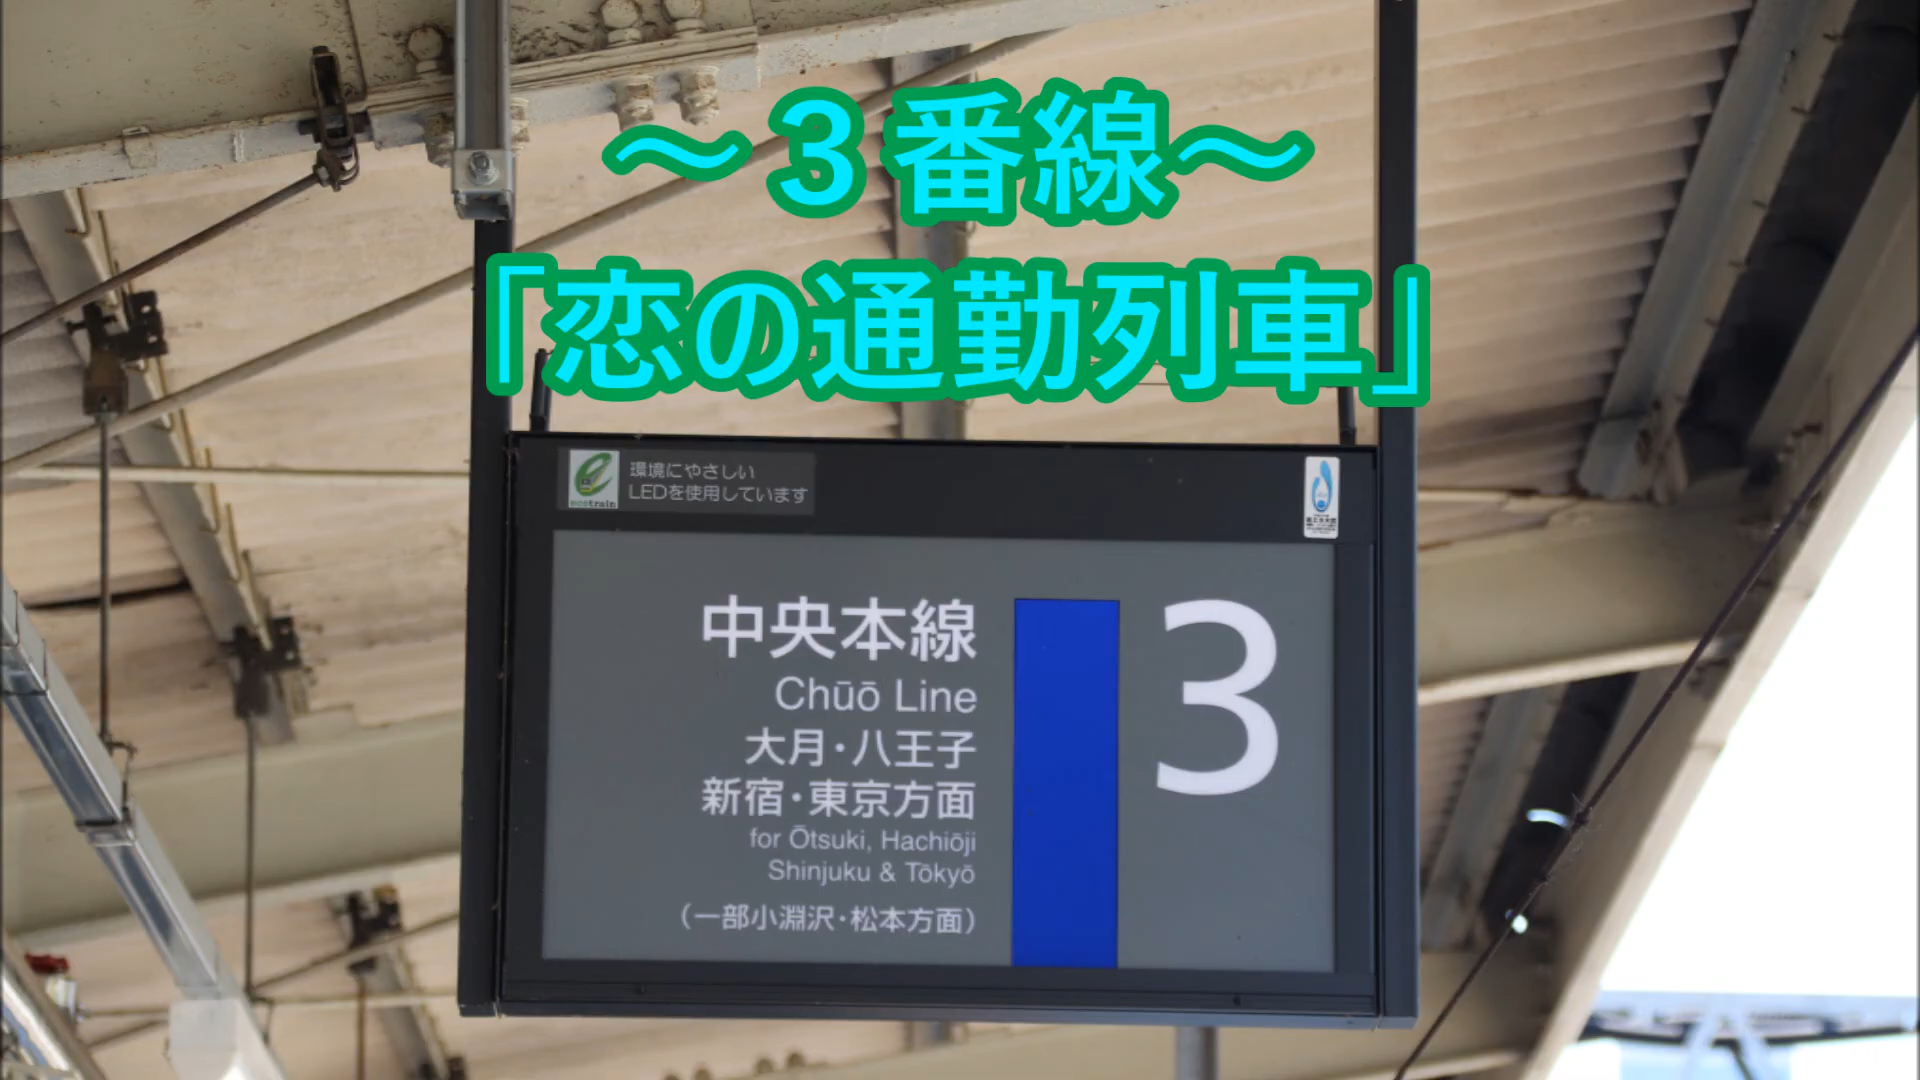 ～３番線～
「恋の通勤列車」
環境にやさしい
LEDを使用しています
ecotrain
中央本線
Chūō Line
大月・八王子
新宿・東京方面
for Ōtsuki, Hachiōji
Shinjuku & Tōkyō
（一部小淵沢・松本方面）
3